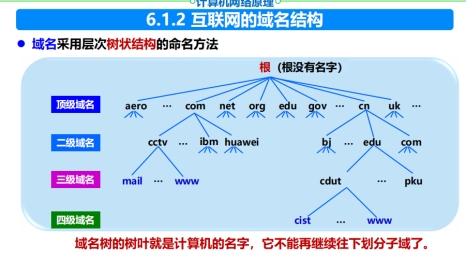 计算机网络原理
6.1.2 互联网的域名结构
● 域名采用层次树状结构的命名方法
根（根没有名字）
顶级域名 aero … com net org edu gov … cn uk …
二级域名 cctv … ibm huawei bj … edu com
三级域名 mail … www cdut … pku
四级域名 cist … www
域名树的树叶就是计算机的名字，它不能再继续往下划分子域了。